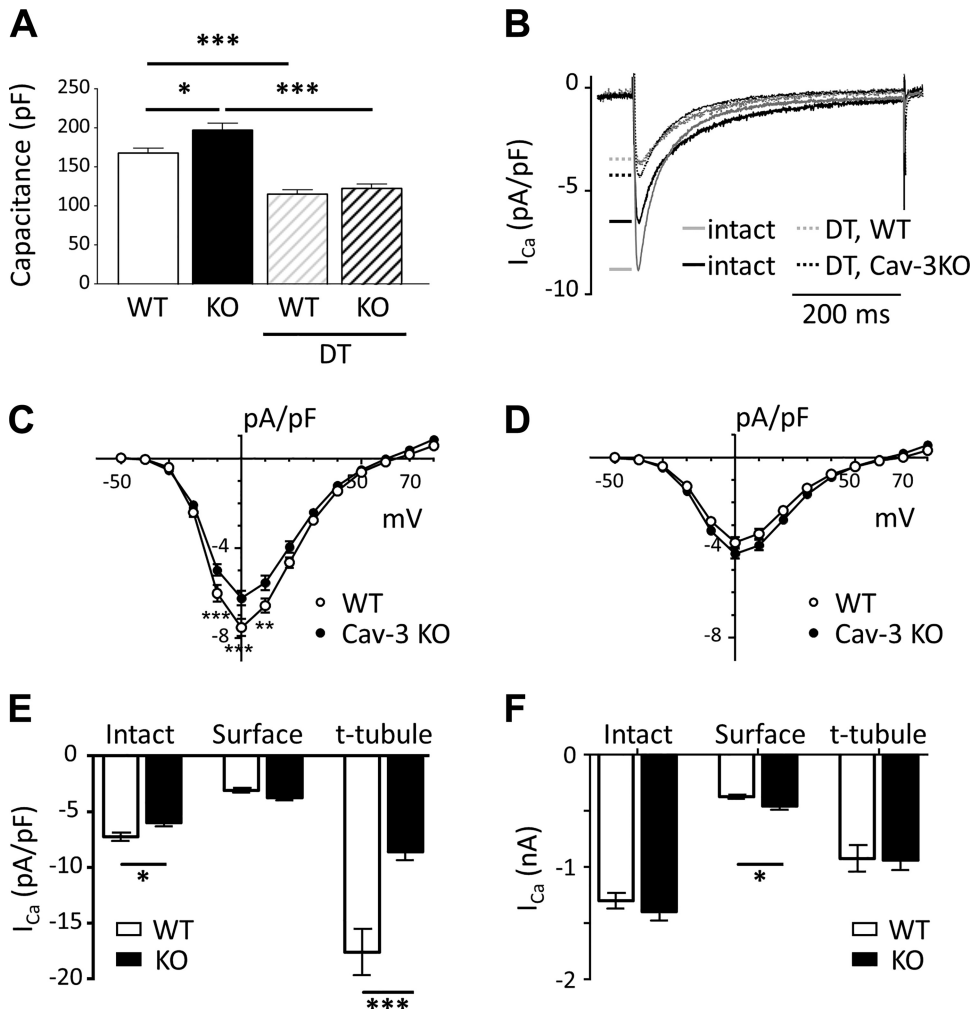 A
***
*
***
Capacitance (pF)
250
200
150
100
50
0
WT
KO
WT
KO
DT
B
0
-5
-10
I_Ca (pA/pF)
intact
DT, WT
intact
DT, Cav-3KO
200 ms
C
pA/pF
-50
50
70
mV
-4
-8
***
**
***
WT
Cav-3 KO
D
pA/pF
-50
50
70
mV
-4
-8
WT
Cav-3 KO
E
Intact
Surface
t-tubule
0
-5
-10
-15
-20
I_Ca (pA/pF)
*
***
WT
KO
F
Intact
Surface
t-tubule
0
-1
-2
I_Ca (nA)
*
WT
KO